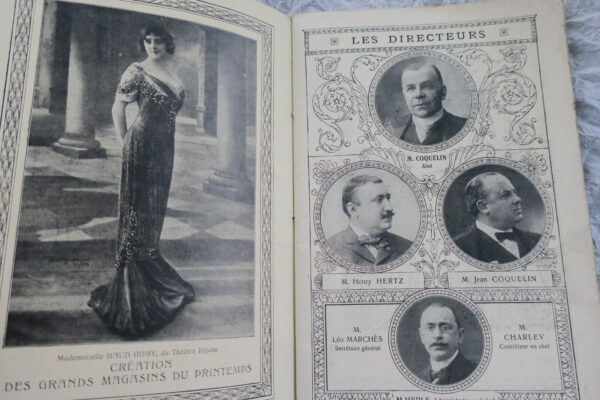 Mademoiselle MAUD GIPSY, du Théâtre Réjane
CRÉATION
DES GRANDS MAGASINS DU PRINTEMPS
LES DIRECTEURS
M. COQUELIN
Aîné
M. Henry HERTZ
M. Jean COQUELIN
M.
Léo MARCHÈS
Secrétaire général
M.
CHARLEY
Contrôleur en chef